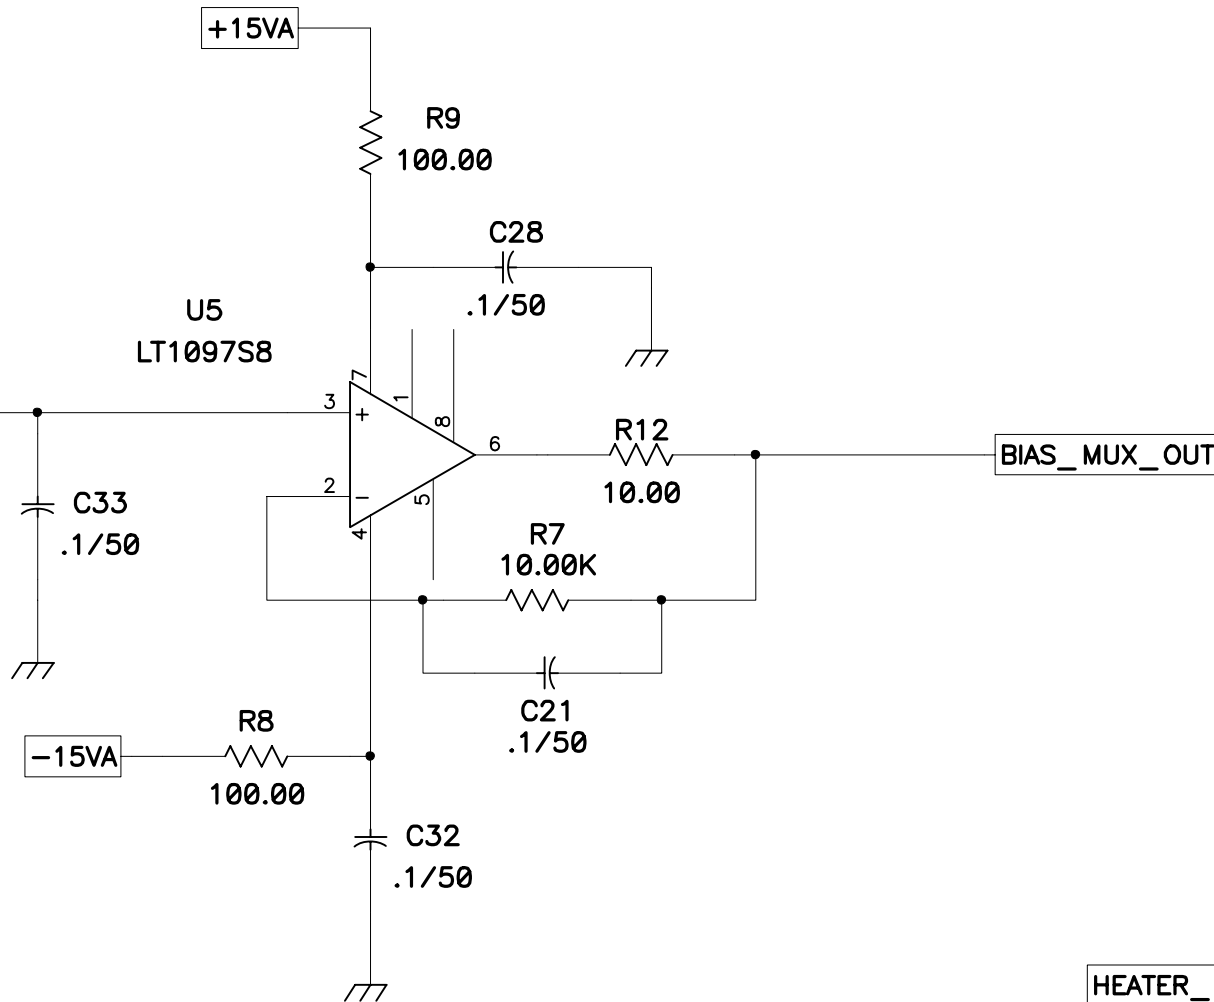 +15VA
R9
100.00
C28
.1/50
U5
LT1097S8
7
1
8
3
+
6
R12
10.00
BIAS_MUX_OUT
2
−
5
4
C33
.1/50
R7
10.00K
C21
.1/50
R8
−15VA
100.00
C32
.1/50
HEATER_